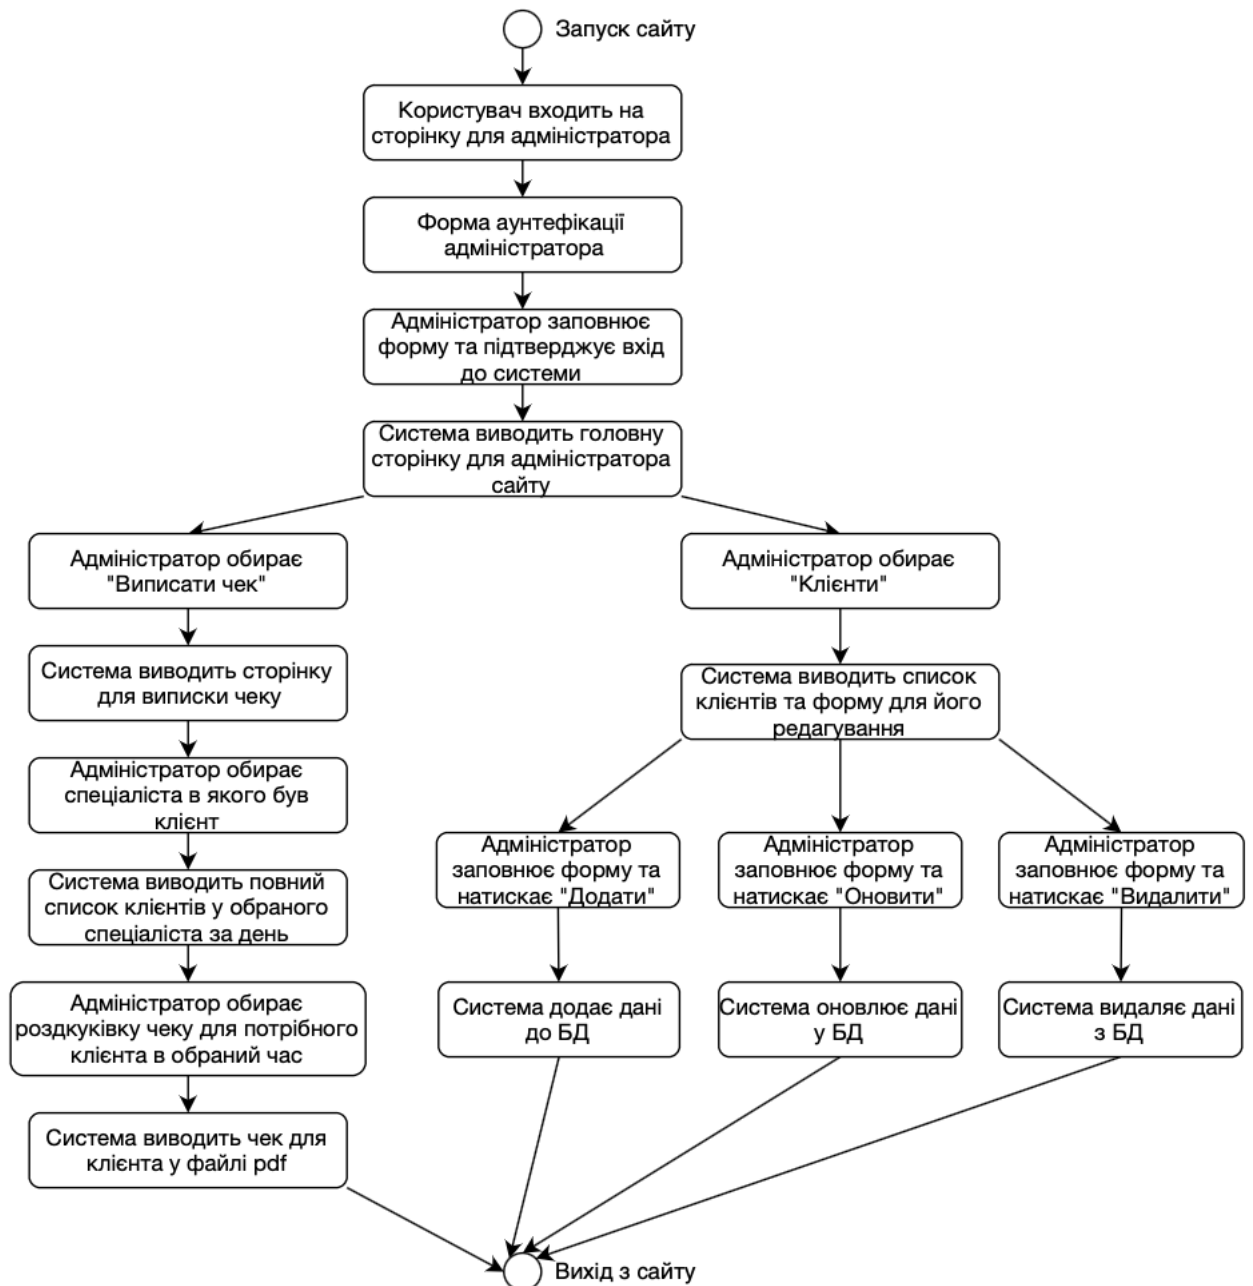 Запуск сайту
Користувач входить на
сторінку для адміністратора
Форма аунтефікації
адміністратора
Адміністратор заповнює
форму та підтверджує вхід
до системи
Система виводить головну
сторінку для адміністратора
сайту
Адміністратор обирає
"Виписати чек"
Система виводить сторінку
для виписки чеку
Адміністратор обирає
спеціаліста в якого був
клієнт
Система виводить повний
список клієнтів у обраного
спеціаліста за день
Адміністратор обирає
роздкуківку чеку для потрібного
клієнта в обраний час
Система виводить чек для
клієнта у файлі pdf
Адміністратор обирає
"Клієнти"
Система виводить список
клієнтів та форму для його
редагування
Адміністратор
заповнює форму та
натискає "Додати"
Система додає дані
до БД
Адміністратор
заповнює форму та
натискає "Оновити"
Система оновлює дані
у БД
Адміністратор
заповнює форму та
натискає "Видалити"
Система видаляє дані
з БД
Вихід з сайту